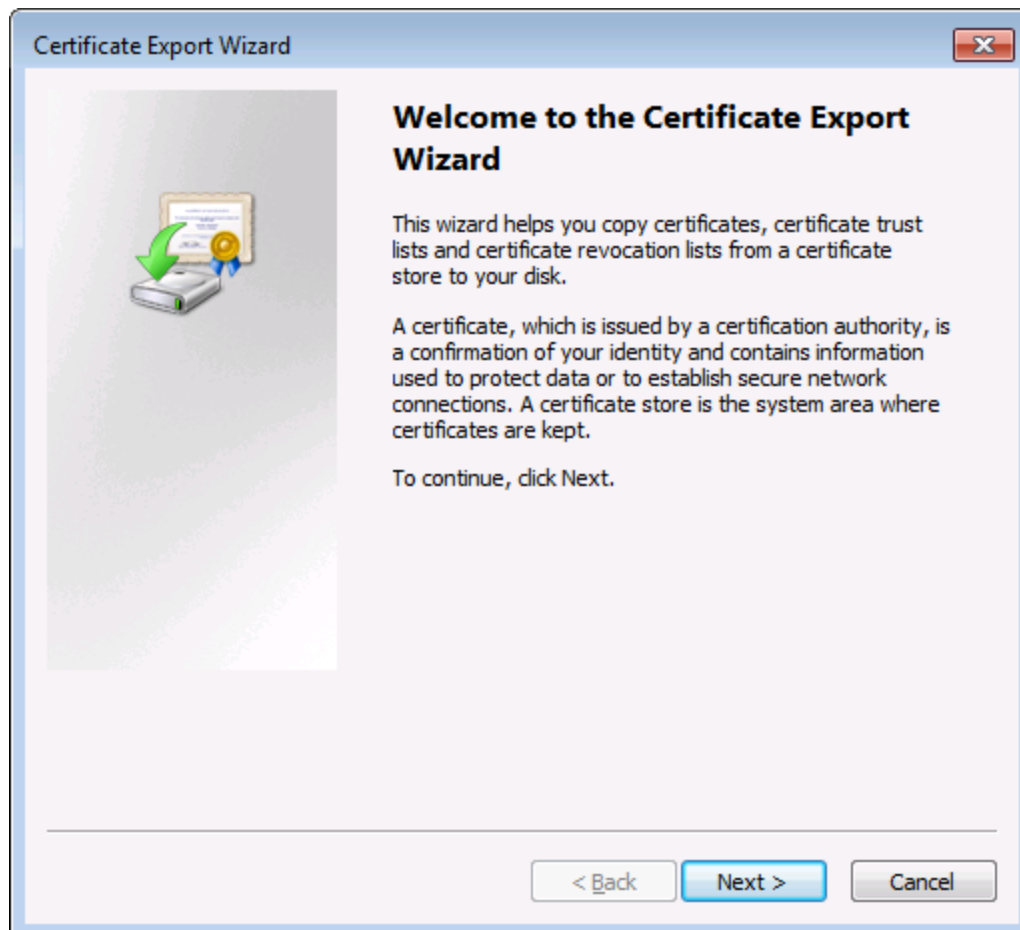 Certificate Export Wizard
Welcome to the Certificate Export
Wizard
This wizard helps you copy certificates, certificate trust
lists and certificate revocation lists from a certificate
store to your disk.
A certificate, which is issued by a certification authority, is
a confirmation of your identity and contains information
used to protect data or to establish secure network
connections. A certificate store is the system area where
certificates are kept.
To continue, click Next.
< Back
Next >
Cancel